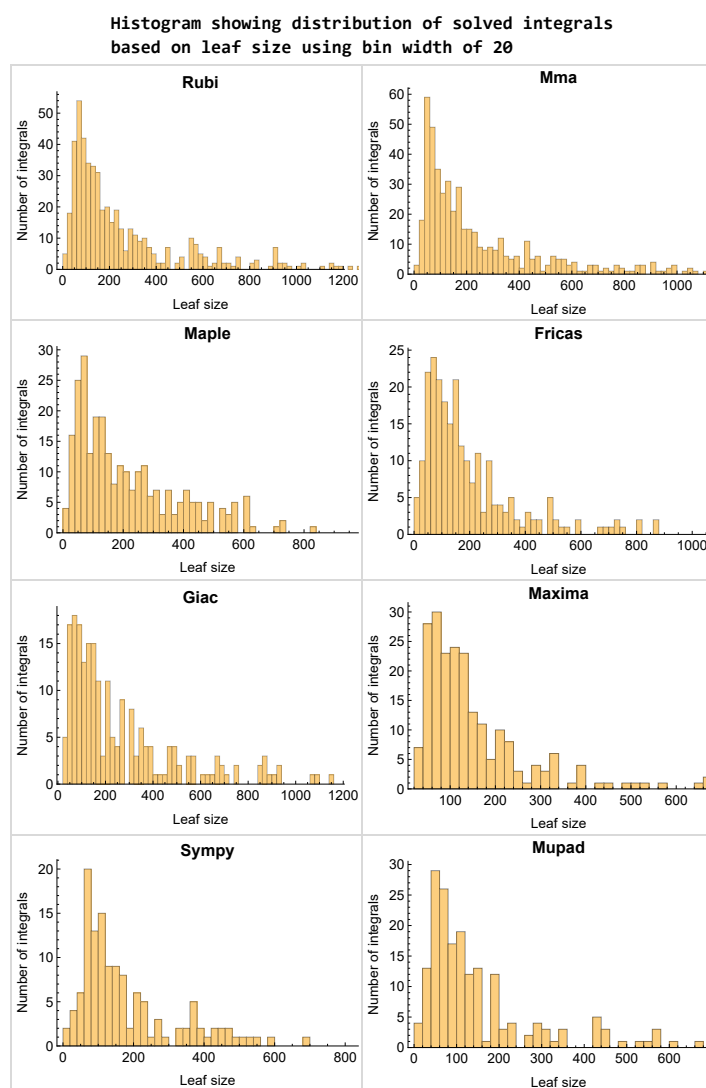 Histogram showing distribution of solved integrals
based on leaf size using bin width of 20
Rubi
Number of integrals
0 10 20 30 40 50
0 200 400 600 800 1000 1200
Leaf size
Mma
Number of integrals
0 10 20 30 40 50 60
0 200 400 600 800 1000
Leaf size
Maple
Number of integrals
0 5 10 15 20 25 30
0 200 400 600 800
Leaf size
Fricas
Number of integrals
0 5 10 15 20 25
0 200 400 600 800 1000
Leaf size
Giac
Number of integrals
0 5 10 15
0 200 400 600 800 1000 1200
Leaf size
Maxima
Number of integrals
0 5 10 15 20 25 30
100 200 300 400 500 600
Leaf size
Sympy
Number of integrals
0 5 10 15 20
0 200 400 600 800
Leaf size
Mupad
Number of integrals
0 5 10 15 20 25 30
0 100 200 300 400 500 600
Leaf size